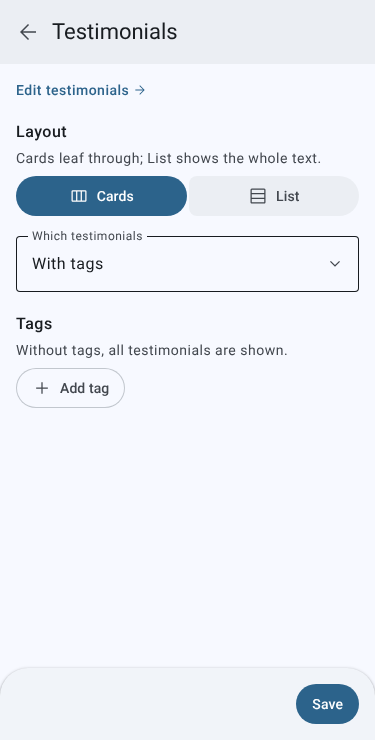 Testimonials
Edit testimonials →
Layout
Cards leaf through; List shows the whole text.
Cards
List
Which testimonials
With tags
Tags
Without tags, all testimonials are shown.
Add tag
Save